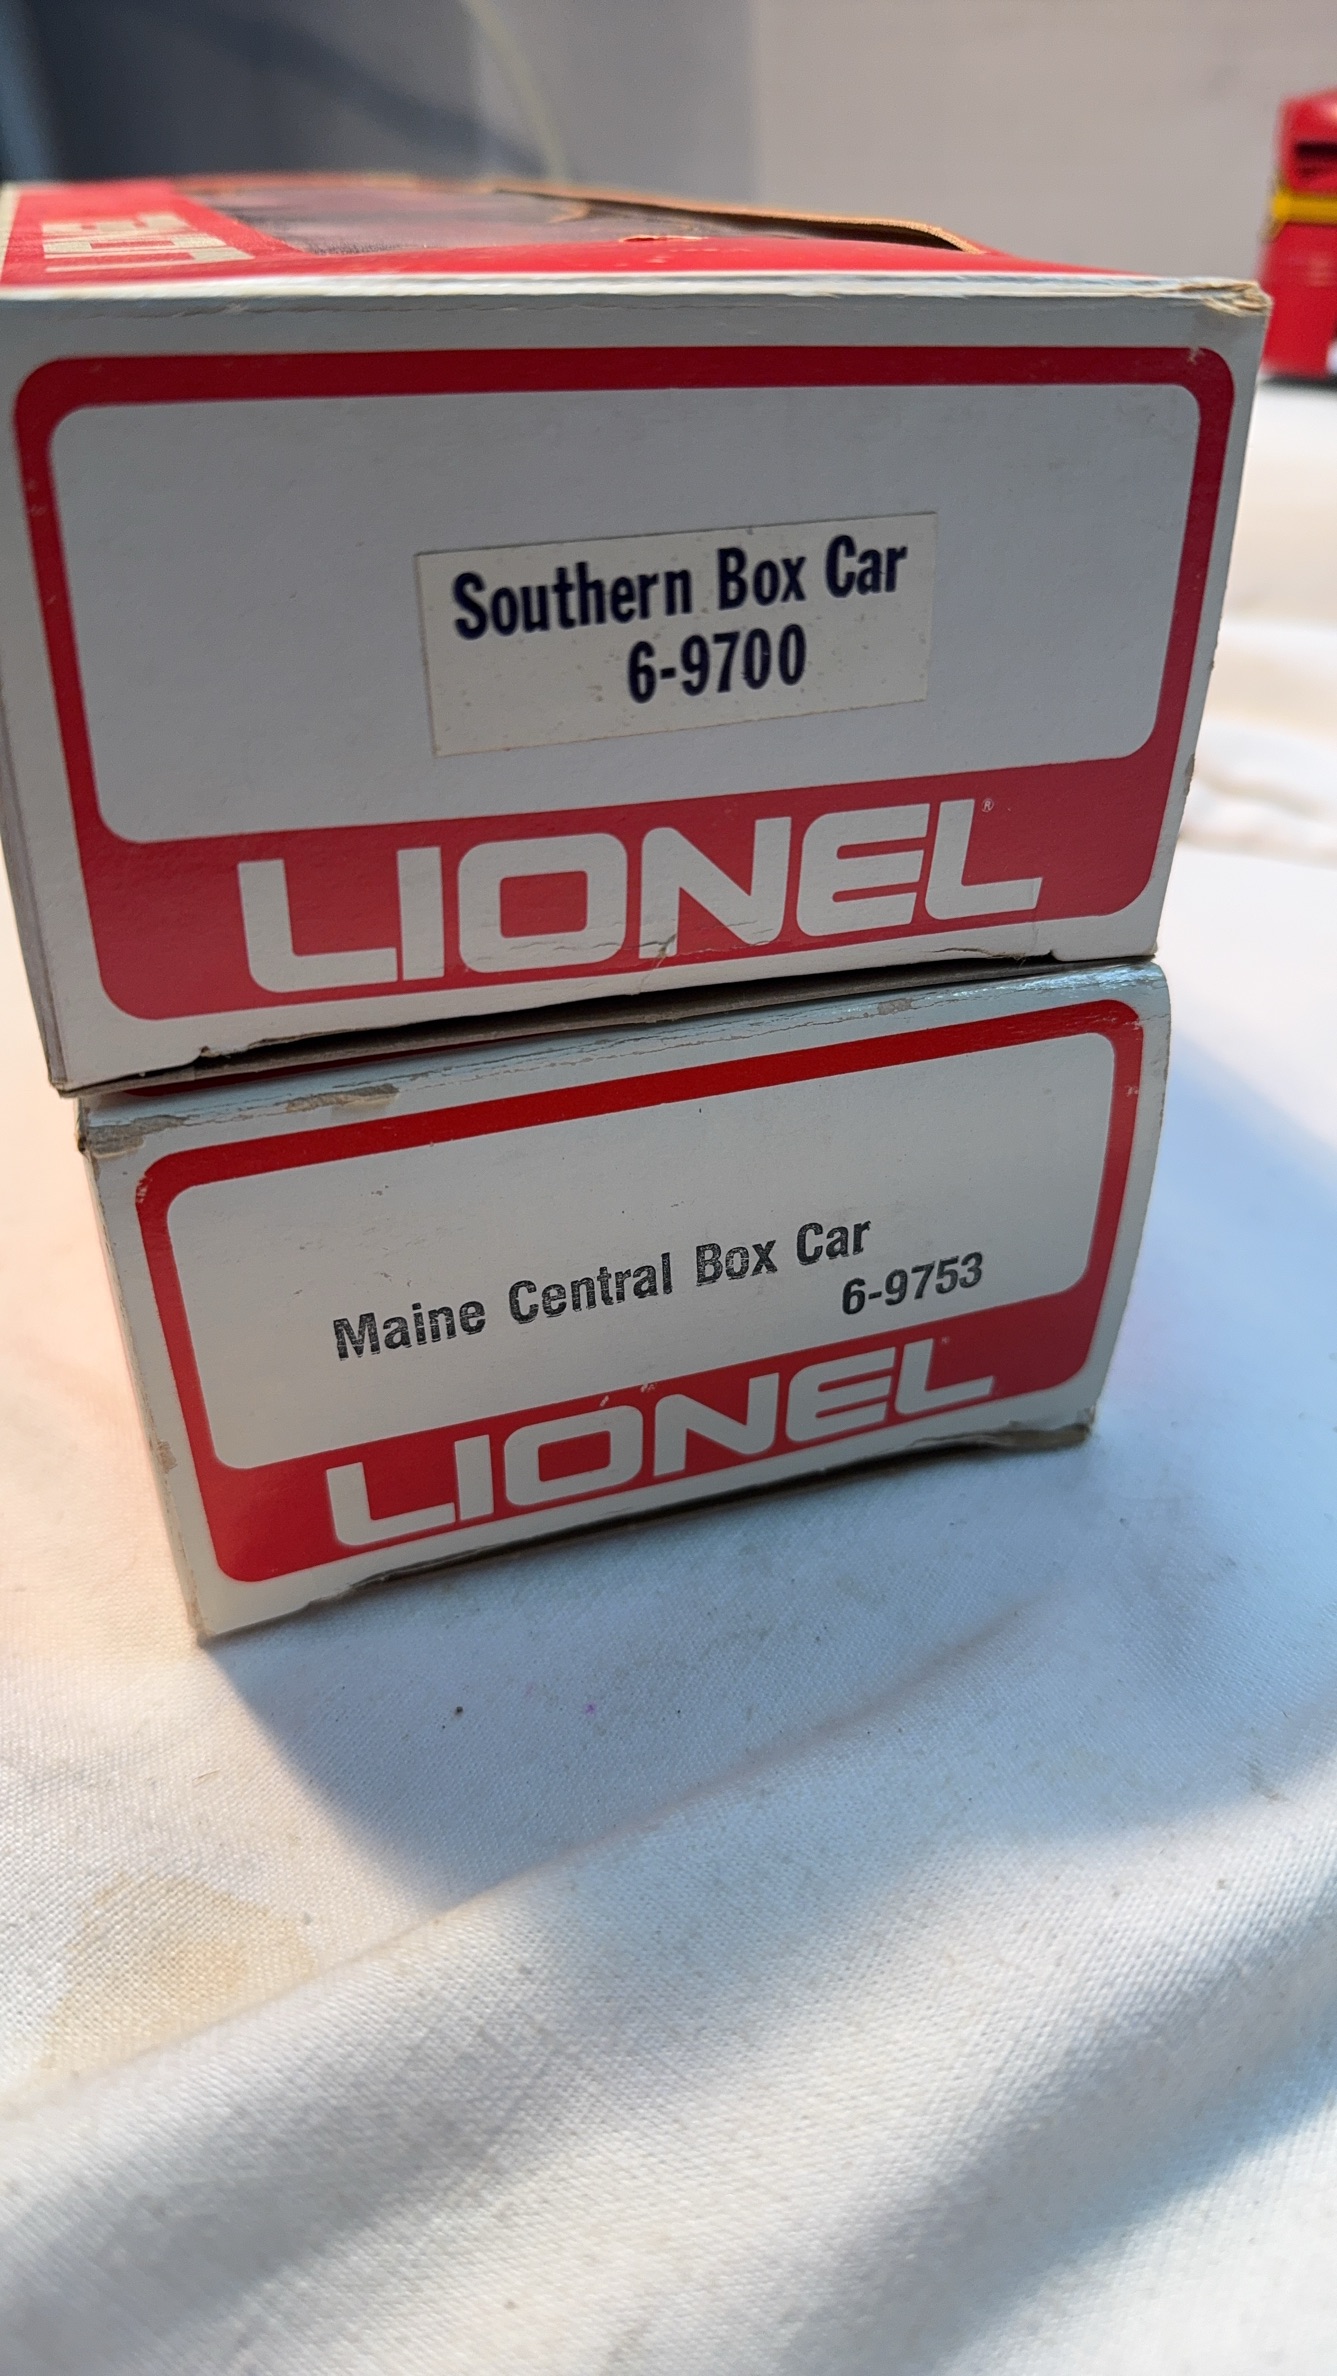 Southern Box Car
6-9700
LIONEL®
Maine Central Box Car
6-9753
LIONEL